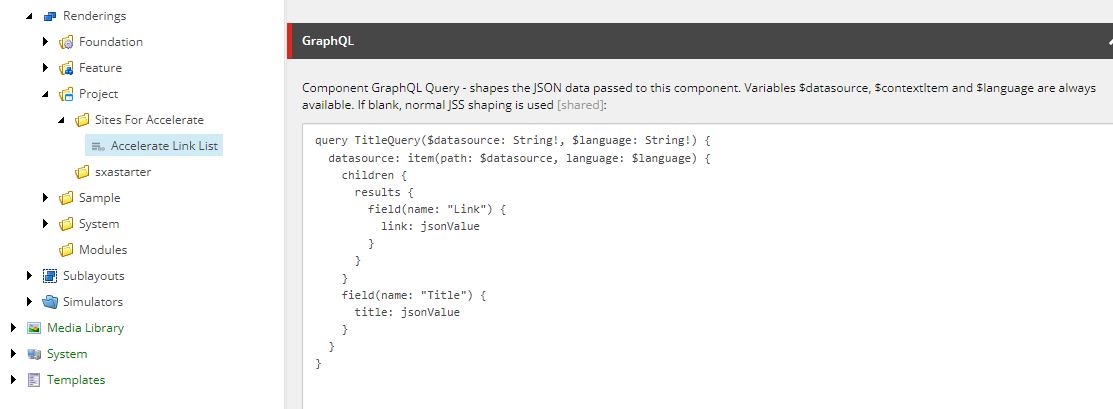 Renderings
Foundation
Feature
Project
Sites For Accelerate
Accelerate Link List
sxastarter
Sample
System
Modules
Sublayouts
Simulators
Media Library
System
Templates
GraphQL
Component GraphQL Query - shapes the JSON data passed to this component. Variables $datasource, $contextItem and $language are always
available. If blank, normal JSS shaping is used [shared]:
query TitleQuery($datasource: String!, $language: String!) {
  datasource: item(path: $datasource, language: $language) {
    children {
      results {
        field(name: "Link") {
          link: jsonValue
        }
      }
    }
    field(name: "Title") {
      title: jsonValue
    }
  }
}